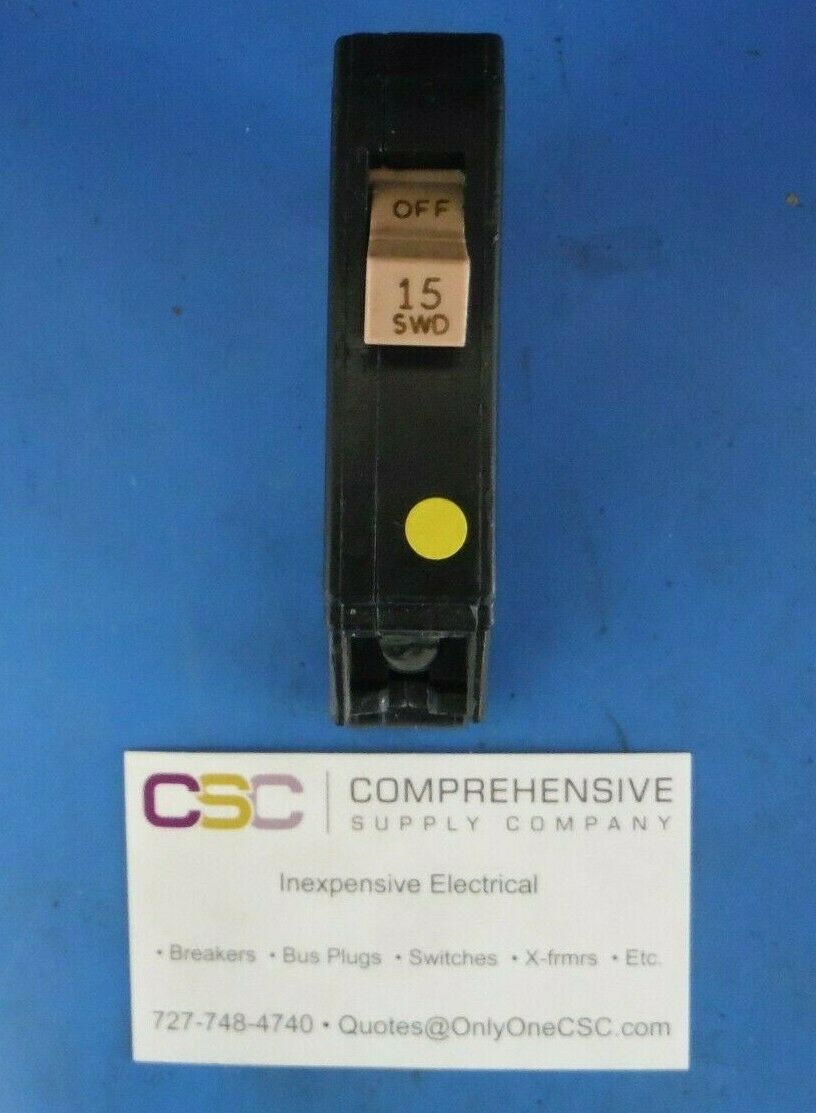 OFF
15
SWD
CSC
COMPREHENSIVE
SUPPLY COMPANY
Inexpensive Electrical
• Breakers • Bus Plugs • Switches • X-frmrs • Etc.
727-748-4740 • Quotes@OnlyOneCSC.com